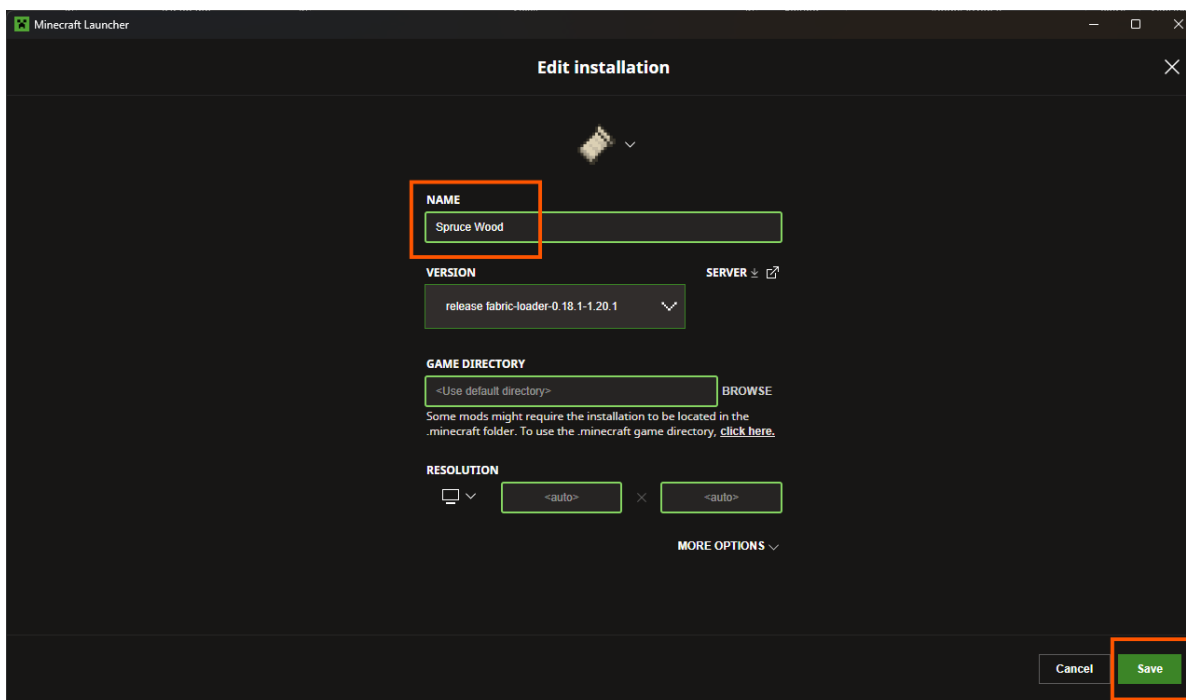 Minecraft Launcher
Edit installation
NAME
Spruce Wood
VERSION
SERVER
release fabric-loader-0.18.1-1.20.1
GAME DIRECTORY
<Use default directory>
BROWSE
Some mods might require the installation to be located in the
.minecraft folder. To use the .minecraft game directory, click here.
RESOLUTION
<auto>
<auto>
MORE OPTIONS
Cancel
Save